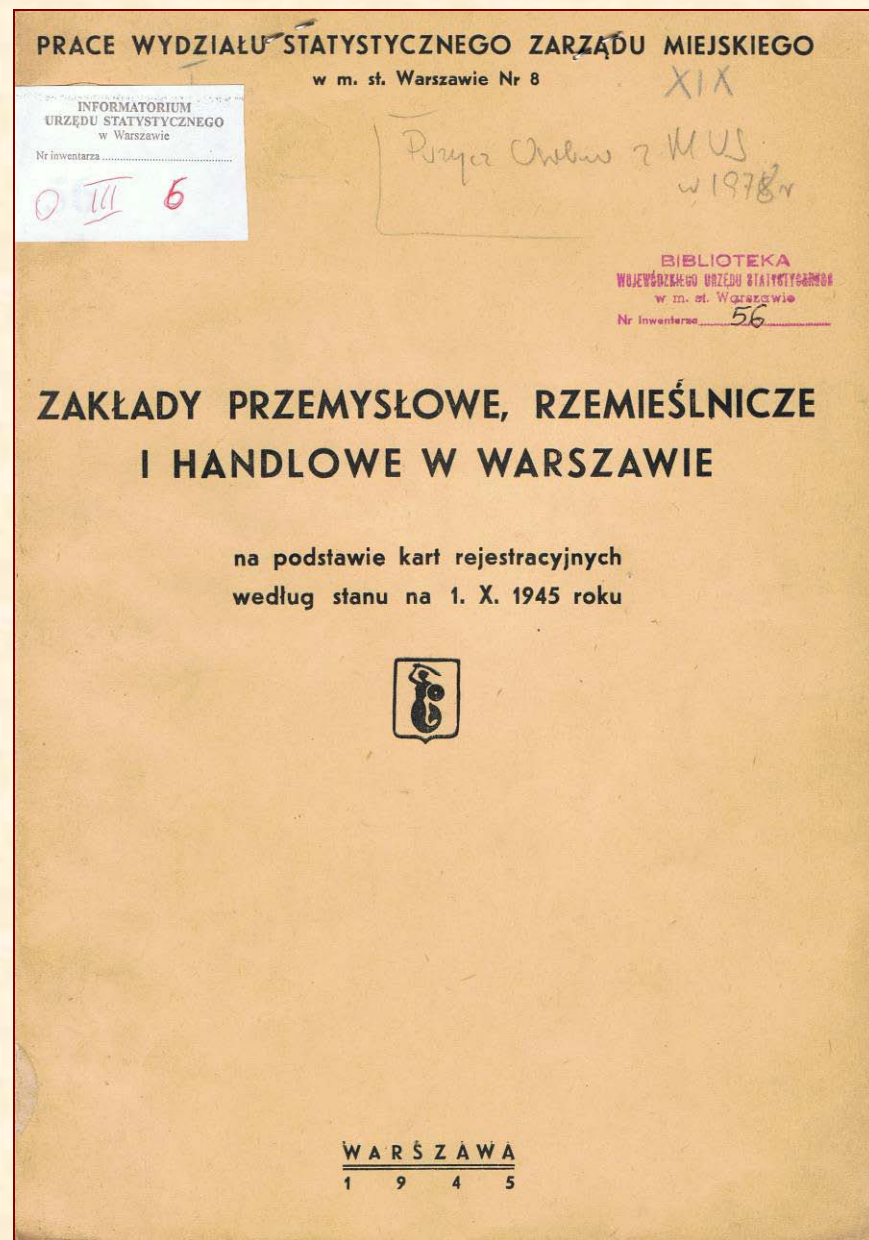 PRACE WYDZIAŁU STATYSTYCZNEGO ZARZĄDU MIEJSKIEGO
w m. st. Warszawie Nr 8
XIX
INFORMATORIUM
URZĘDU STATYSTYCZNEGO
w Warszawie
Nr inwentarza
O III 6
z MUS
w 1978 r
BIBLIOTEKA
WOJEWÓDZKIEGO URZĘDU STATYSTYCZNEGO
w m. st. Warszawie
Nr Inwentarza 56
ZAKŁADY PRZEMYSŁOWE, RZEMIEŚLNICZE
I HANDLOWE W WARSZAWIE
na podstawie kart rejestracyjnych
według stanu na 1. X. 1945 roku
WARSZAWA
1945